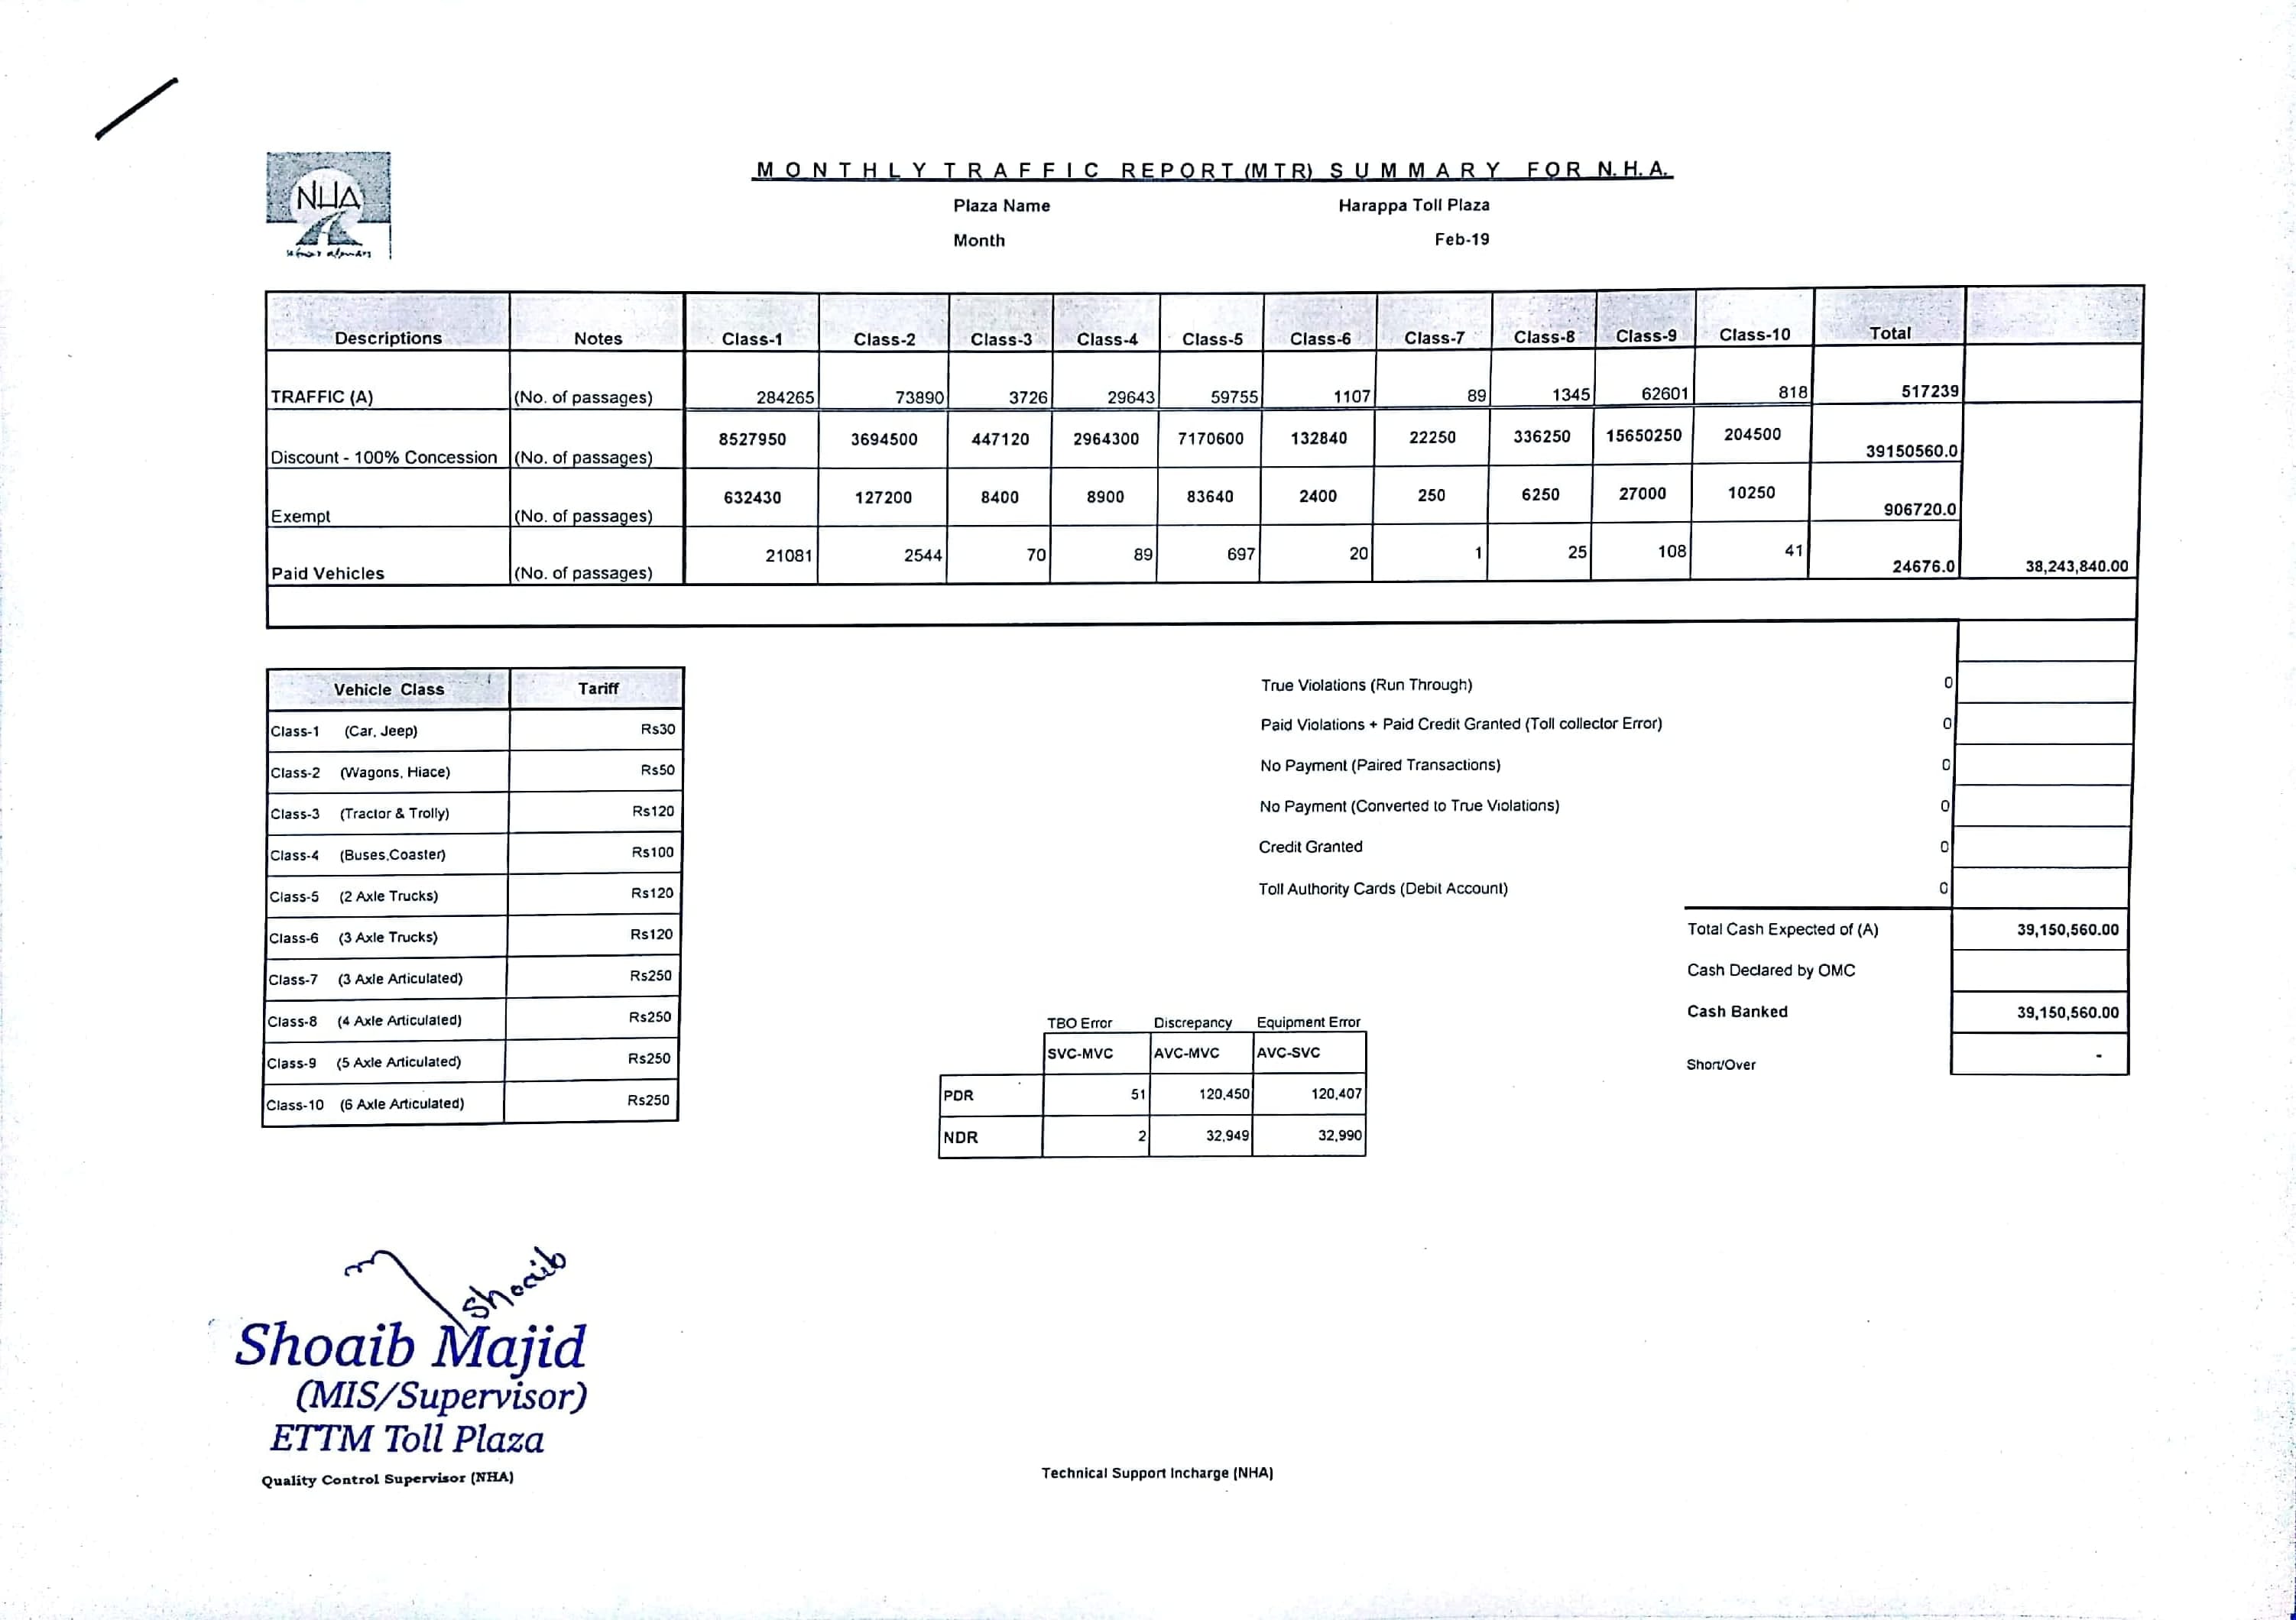 NHA
MONTHLY TRAFFIC REPORT (MTR) SUMMARY FOR N.H.A.
Plaza Name Harappa Toll Plaza
Month Feb-19
Descriptions Notes Class-1 Class-2 Class-3 Class-4 Class-5 Class-6 Class-7 Class-8 Class-9 Class-10 Total
TRAFFIC (A) (No. of passages) 284265 73890 3726 29643 59755 1107 89 1345 62601 818 517239
Discount - 100% Concession (No. of passages) 8527950 3694500 447120 2964300 7170600 132840 22250 336250 15650250 204500 39150560.0
Exempt (No. of passages) 632430 127200 8400 8900 83640 2400 250 6250 27000 10250 906720.0
Paid Vehicles (No. of passages) 21081 2544 70 89 697 20 1 25 108 41 24676.0 38,243,840.00
Vehicle Class Tariff
Class-1 (Car, Jeep) Rs30
Class-2 (Wagons, Hiace) Rs50
Class-3 (Tractor & Trolly) Rs120
Class-4 (Buses,Coaster) Rs100
Class-5 (2 Axle Trucks) Rs120
Class-6 (3 Axle Trucks) Rs120
Class-7 (3 Axle Articulated) Rs250
Class-8 (4 Axle Articulated) Rs250
Class-9 (5 Axle Articulated) Rs250
Class-10 (6 Axle Articulated) Rs250
True Violations (Run Through) 0
Paid Violations + Paid Credit Granted (Toll collector Error) 0
No Payment (Paired Transactions) 0
No Payment (Converted to True Violations) 0
Credit Granted 0
Toll Authority Cards (Debit Account) 0
Total Cash Expected of (A) 39,150,560.00
Cash Declared by OMC
Cash Banked 39,150,560.00
Short/Over -
TBO Error Discrepancy Equipment Error
SVC-MVC AVC-MVC AVC-SVC
PDR 51 120,450 120,407
NDR 2 32,949 32,990
Shoaib
Shoaib Majid
(MIS/Supervisor)
ETTM Toll Plaza
Quality Control Supervisor (NHA)
Technical Support Incharge (NHA)